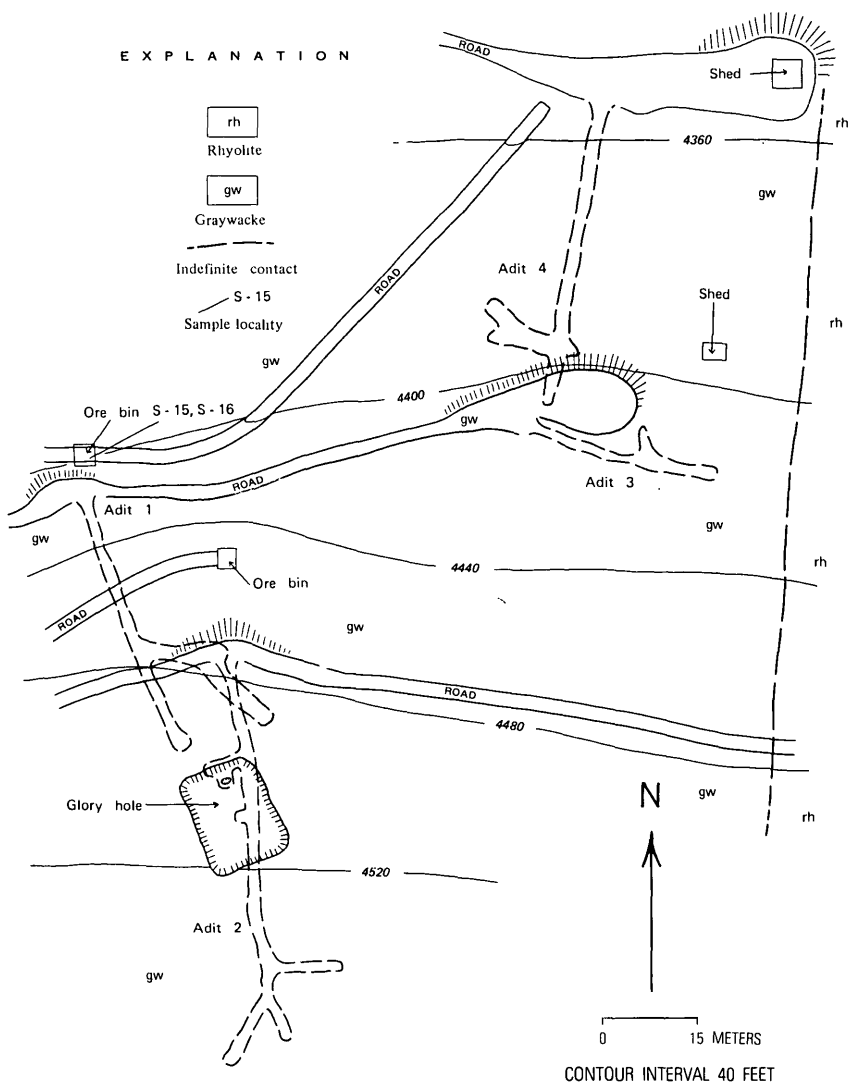 EXPLANATION
rh
Rhyolite
gw
Graywacke
Indefinite contact
S-15
Sample locality
ROAD
Shed
rh
4360
gw
Adit 4
ROAD
Shed
rh
gw
4400
Ore bin S-15, S-16
gw
ROAD
Adit 3
Adit 1
gw
gw
rh
4440
Ore bin
ROAD
gw
ROAD
4480
gw
rh
Glory hole
N
4520
Adit 2
gw
0 15 METERS
CONTOUR INTERVAL 40 FEET